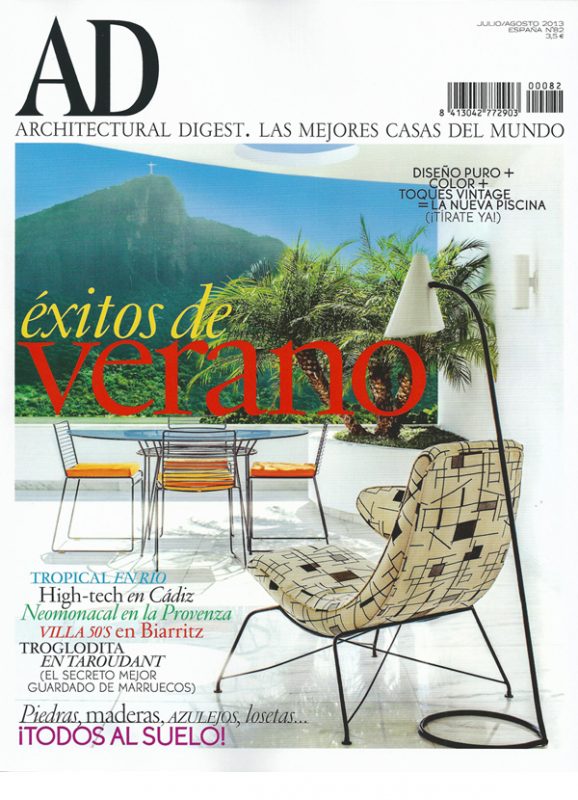 AD
JULIO/AGOSTO 2013
ESPAÑA Nº82
3,5 €
00082
8 413042 772903
ARCHITECTURAL DIGEST. LAS MEJORES CASAS DEL MUNDO
DISEÑO PURO +
COLOR +
TOQUES VINTAGE
= LA NUEVA PISCINA
(¡TÍRATE YA!)
éxitos de
verano
TROPICAL EN RIO
High-tech en Cádiz
Neomonacal en la Provenza
VILLA 50'S en Biarritz
TROGLODITA
EN TAROUDANT
(EL SECRETO MEJOR
GUARDADO DE MARRUECOS)
Piedras, maderas, AZULEJOS, losetas...
¡TODOS AL SUELO!